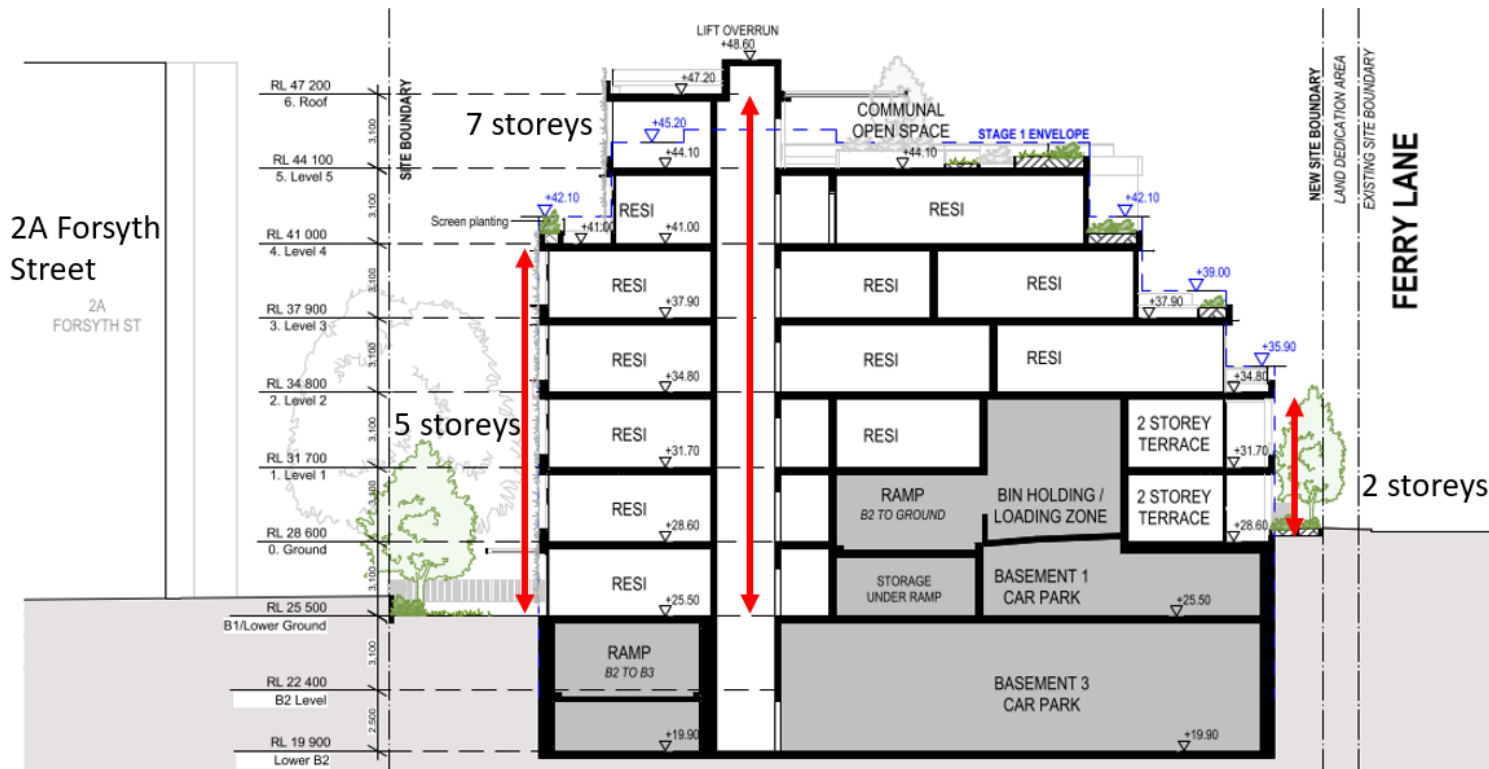 LIFT OVERRUN
+48.60
RL 47 200
6. Roof
+47.20
SITE BOUNDARY
3,100
7 storeys
+45.20
COMMUNAL
OPEN SPACE
STAGE 1 ENVELOPE
NEW SITE BOUNDARY
LAND DEDICATION AREA
EXISTING SITE BOUNDARY
RL 44 100
5. Level 5
+44.10
+44.10
3,100
+42.10
Screen planting
RESI
RESI
+42.10
FERRY LANE
2A Forsyth
Street
RL 41 000
4. Level 4
+41.00
+41.00
2A
FORSYTH ST
3,100
RESI
RESI
RESI
+39.00
RL 37 900
3. Level 3
+37.90
+37.90
3,100
RESI
RESI
RESI
+35.90
RL 34 800
2. Level 2
+34.80
+34.80
3,100
5 storeys
RESI
RESI
2 STOREY
TERRACE
RL 31 700
1. Level 1
+31.70
+31.70
3,100
RESI
RAMP
B2 TO GROUND
BIN HOLDING /
LOADING ZONE
2 STOREY
TERRACE
2 storeys
RL 28 600
0. Ground
+28.60
+28.60
3,100
RESI
STORAGE
UNDER RAMP
BASEMENT 1
CAR PARK
RL 25 500
B1/Lower Ground
+25.50
+25.50
3,100
RAMP
B2 TO B3
BASEMENT 3
CAR PARK
RL 22 400
B2 Level
2,500
+19.90
+19.90
RL 19 900
Lower B2